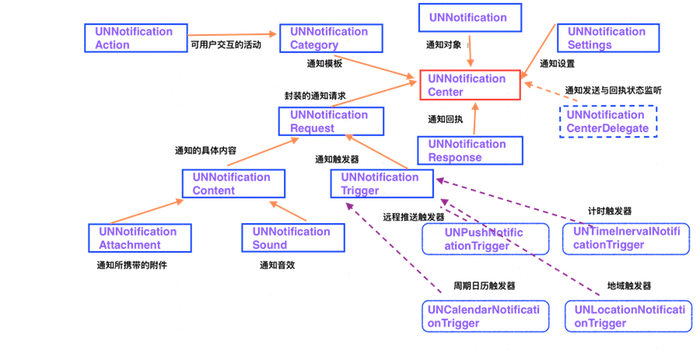 UNNotification
Action
可用户交互的活动
UNNotification
Category
通知模板
UNNotification
通知对象：
UNNotification
Settings
通知设置
UNNotification
Center
封装的通知请求
UNNotification
Request
通知发送与回执状态监听
UNNotification
CenterDelegate
通知回执
UNNotification
Response
通知的具体内容
通知触发器
UNNotification
Content
UNNotification
Trigger
UNNotification
Attachment
通知所携带的附件
UNNotification
Sound
通知音效
远程推送触发器
UNPushNotific
ationTrigger
计时触发器
UNTimeInervalNotifi
cationTrigger
周期日历触发器
UNCalendarNotificati
onTrigger
地域触发器
UNLocationNotificati
onTrigger